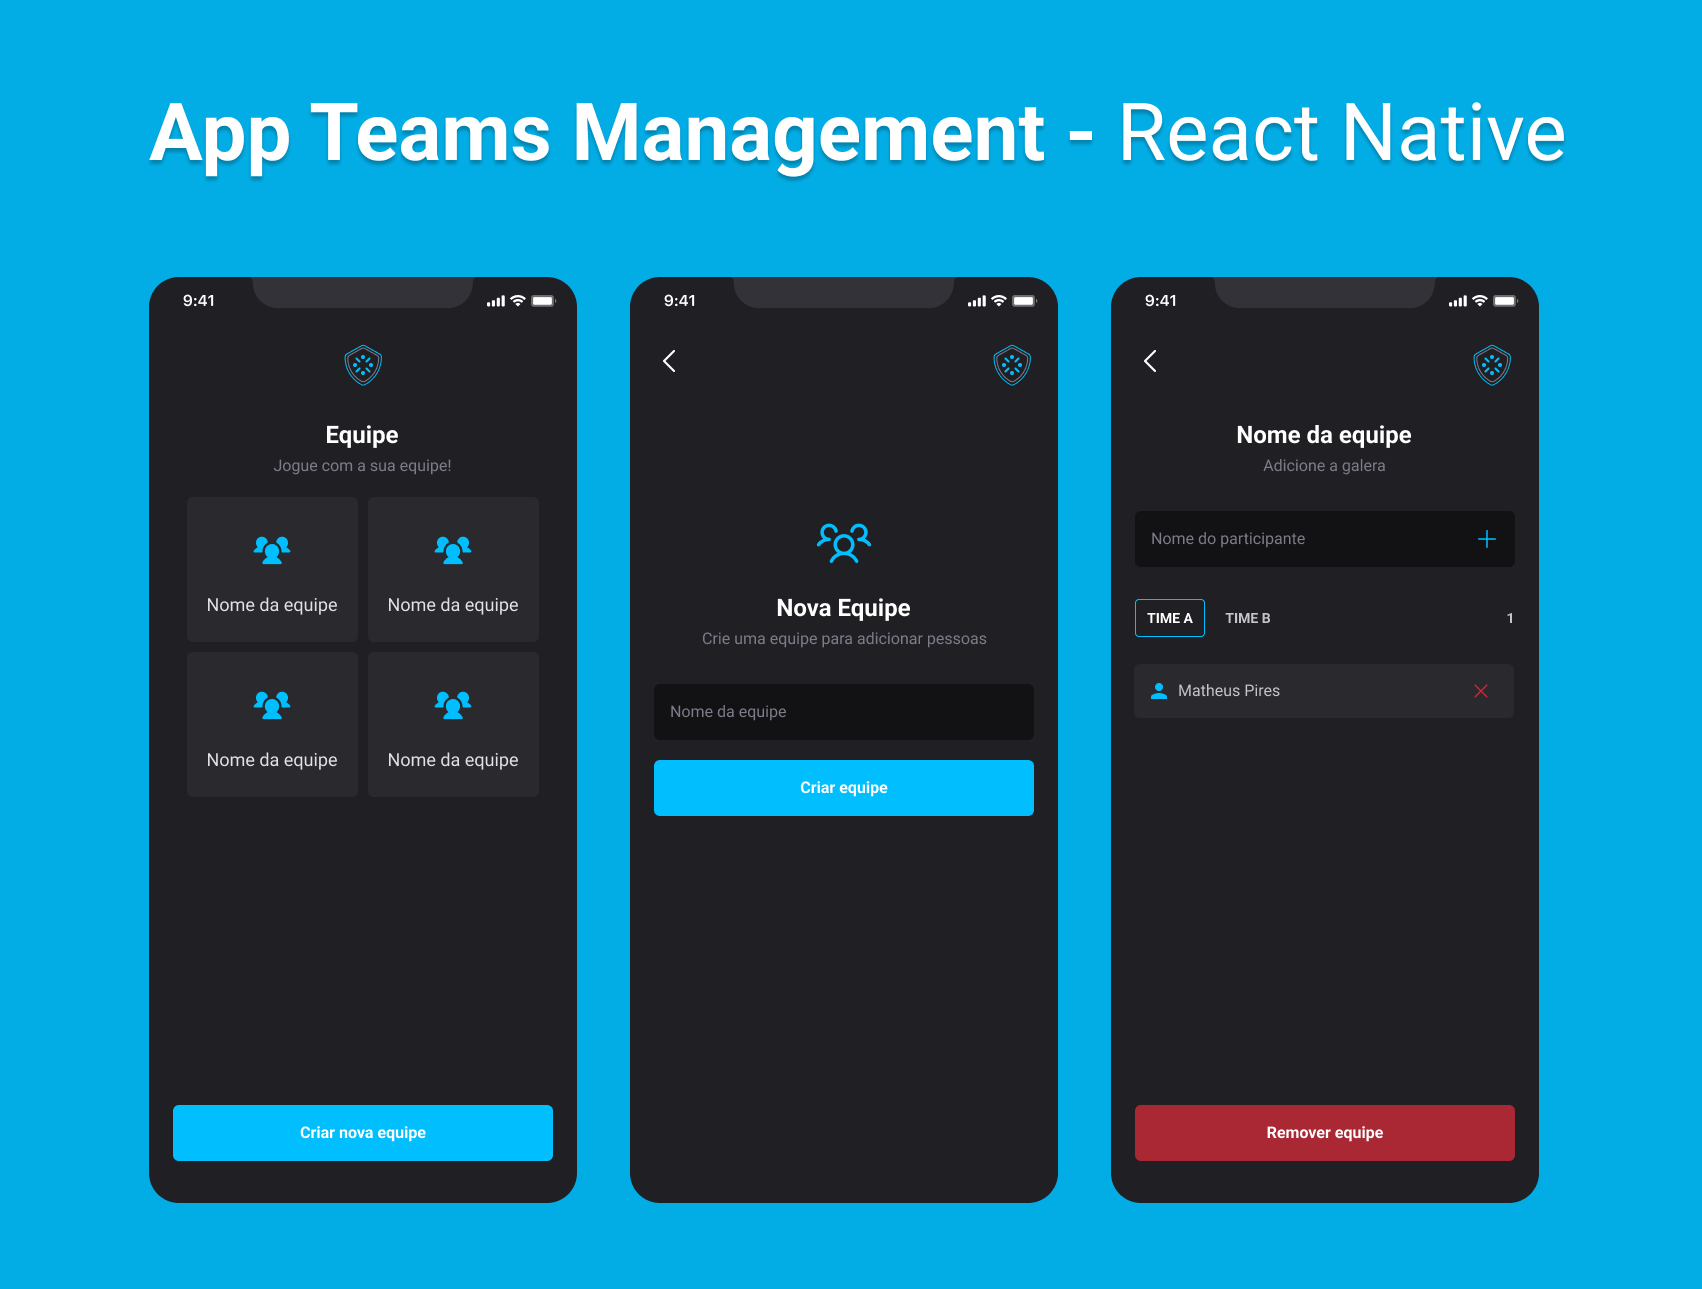 App Teams Management - React Native
9:41
Equipe
Jogue com a sua equipe!
Nome da equipe
Nome da equipe
Nome da equipe
Nome da equipe
Criar nova equipe
9:41
Nova Equipe
Crie uma equipe para adicionar pessoas
Nome da equipe
Criar equipe
9:41
Nome da equipe
Adicione a galera
Nome do participante
TIME A TIME B 1
Matheus Pires
Remover equipe